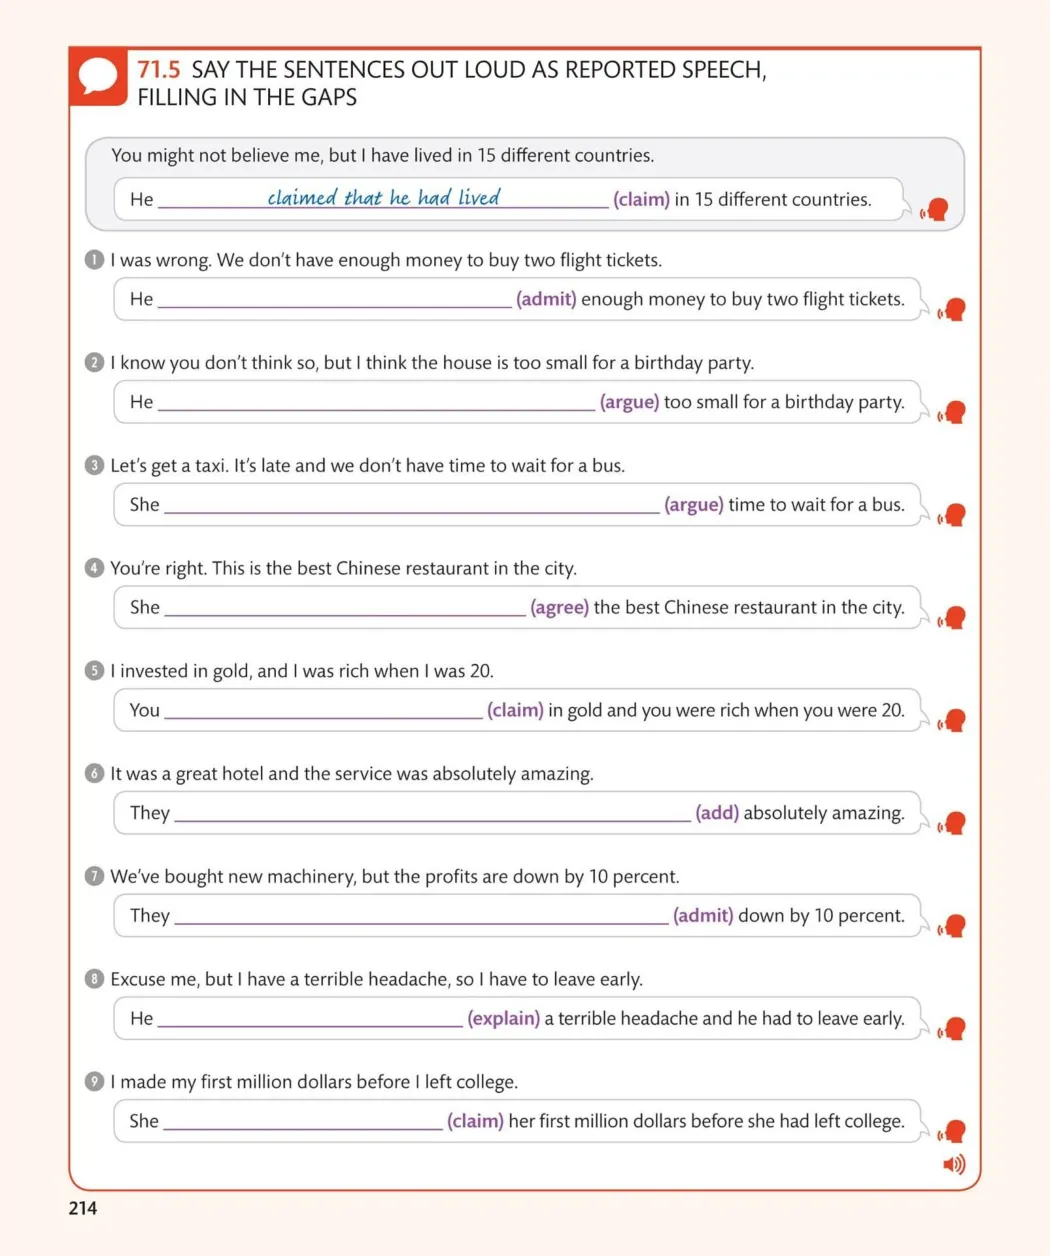 71.5 SAY THE SENTENCES OUT LOUD AS REPORTED SPEECH,
FILLING IN THE GAPS
You might not believe me, but I have lived in 15 different countries.
He claimed that he had lived (claim) in 15 different countries.
1 I was wrong. We don't have enough money to buy two flight tickets.
He (admit) enough money to buy two flight tickets.
2 I know you don't think so, but I think the house is too small for a birthday party.
He (argue) too small for a birthday party.
3 Let's get a taxi. It's late and we don't have time to wait for a bus.
She (argue) time to wait for a bus.
4 You're right. This is the best Chinese restaurant in the city.
She (agree) the best Chinese restaurant in the city.
5 I invested in gold, and I was rich when I was 20.
You (claim) in gold and you were rich when you were 20.
6 It was a great hotel and the service was absolutely amazing.
They (add) absolutely amazing.
7 We've bought new machinery, but the profits are down by 10 percent.
They (admit) down by 10 percent.
8 Excuse me, but I have a terrible headache, so I have to leave early.
He (explain) a terrible headache and he had to leave early.
9 I made my first million dollars before I left college.
She (claim) her first million dollars before she had left college.
214